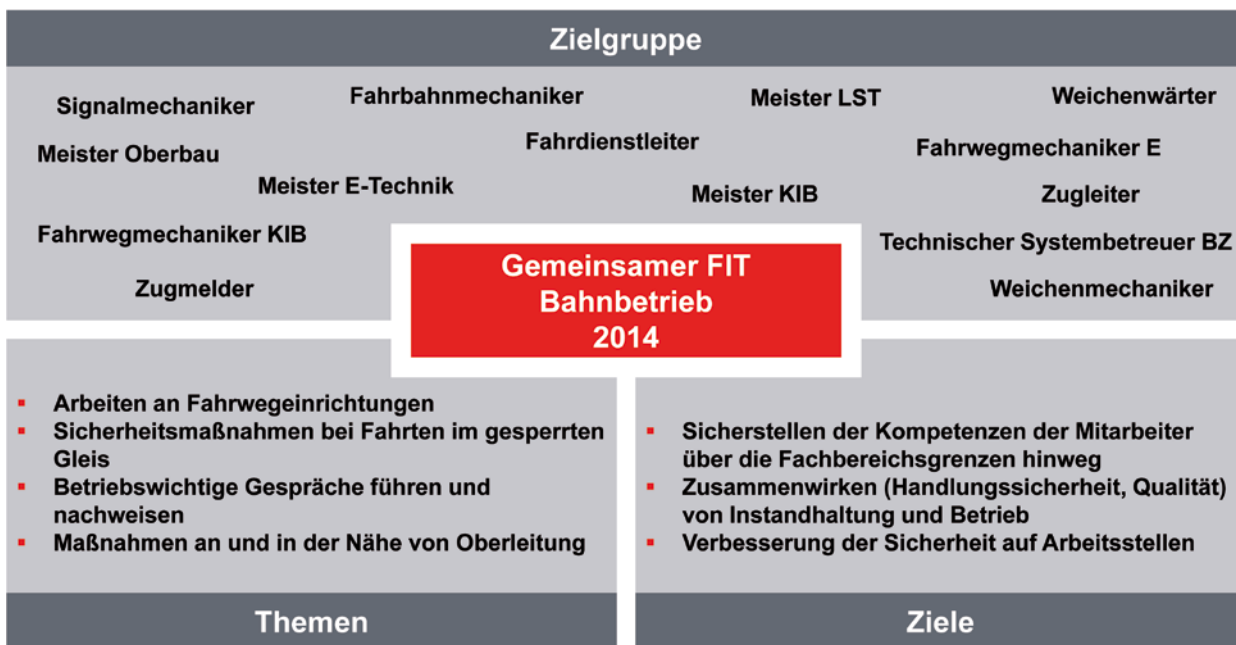 Zielgruppe
Signalmechaniker
Fahrbahnmechaniker
Meister LST
Weichenwärter
Meister Oberbau
Fahrdienstleiter
Fahrwegmechaniker E
Meister E-Technik
Meister KIB
Zugleiter
Fahrwegmechaniker KIB
Technischer Systembetreuer BZ
Zugmelder
Weichenmechaniker
Gemeinsamer FIT
Bahnbetrieb
2014
▪ Arbeiten an Fahrwegeinrichtungen
▪ Sicherheitsmaßnahmen bei Fahrten im gesperrten
Gleis
▪ Betriebswichtige Gespräche führen und
nachweisen
▪ Maßnahmen an und in der Nähe von Oberleitung
Themen
▪ Sicherstellen der Kompetenzen der Mitarbeiter
über die Fachbereichsgrenzen hinweg
▪ Zusammenwirken (Handlungssicherheit, Qualität)
von Instandhaltung und Betrieb
▪ Verbesserung der Sicherheit auf Arbeitsstellen
Ziele